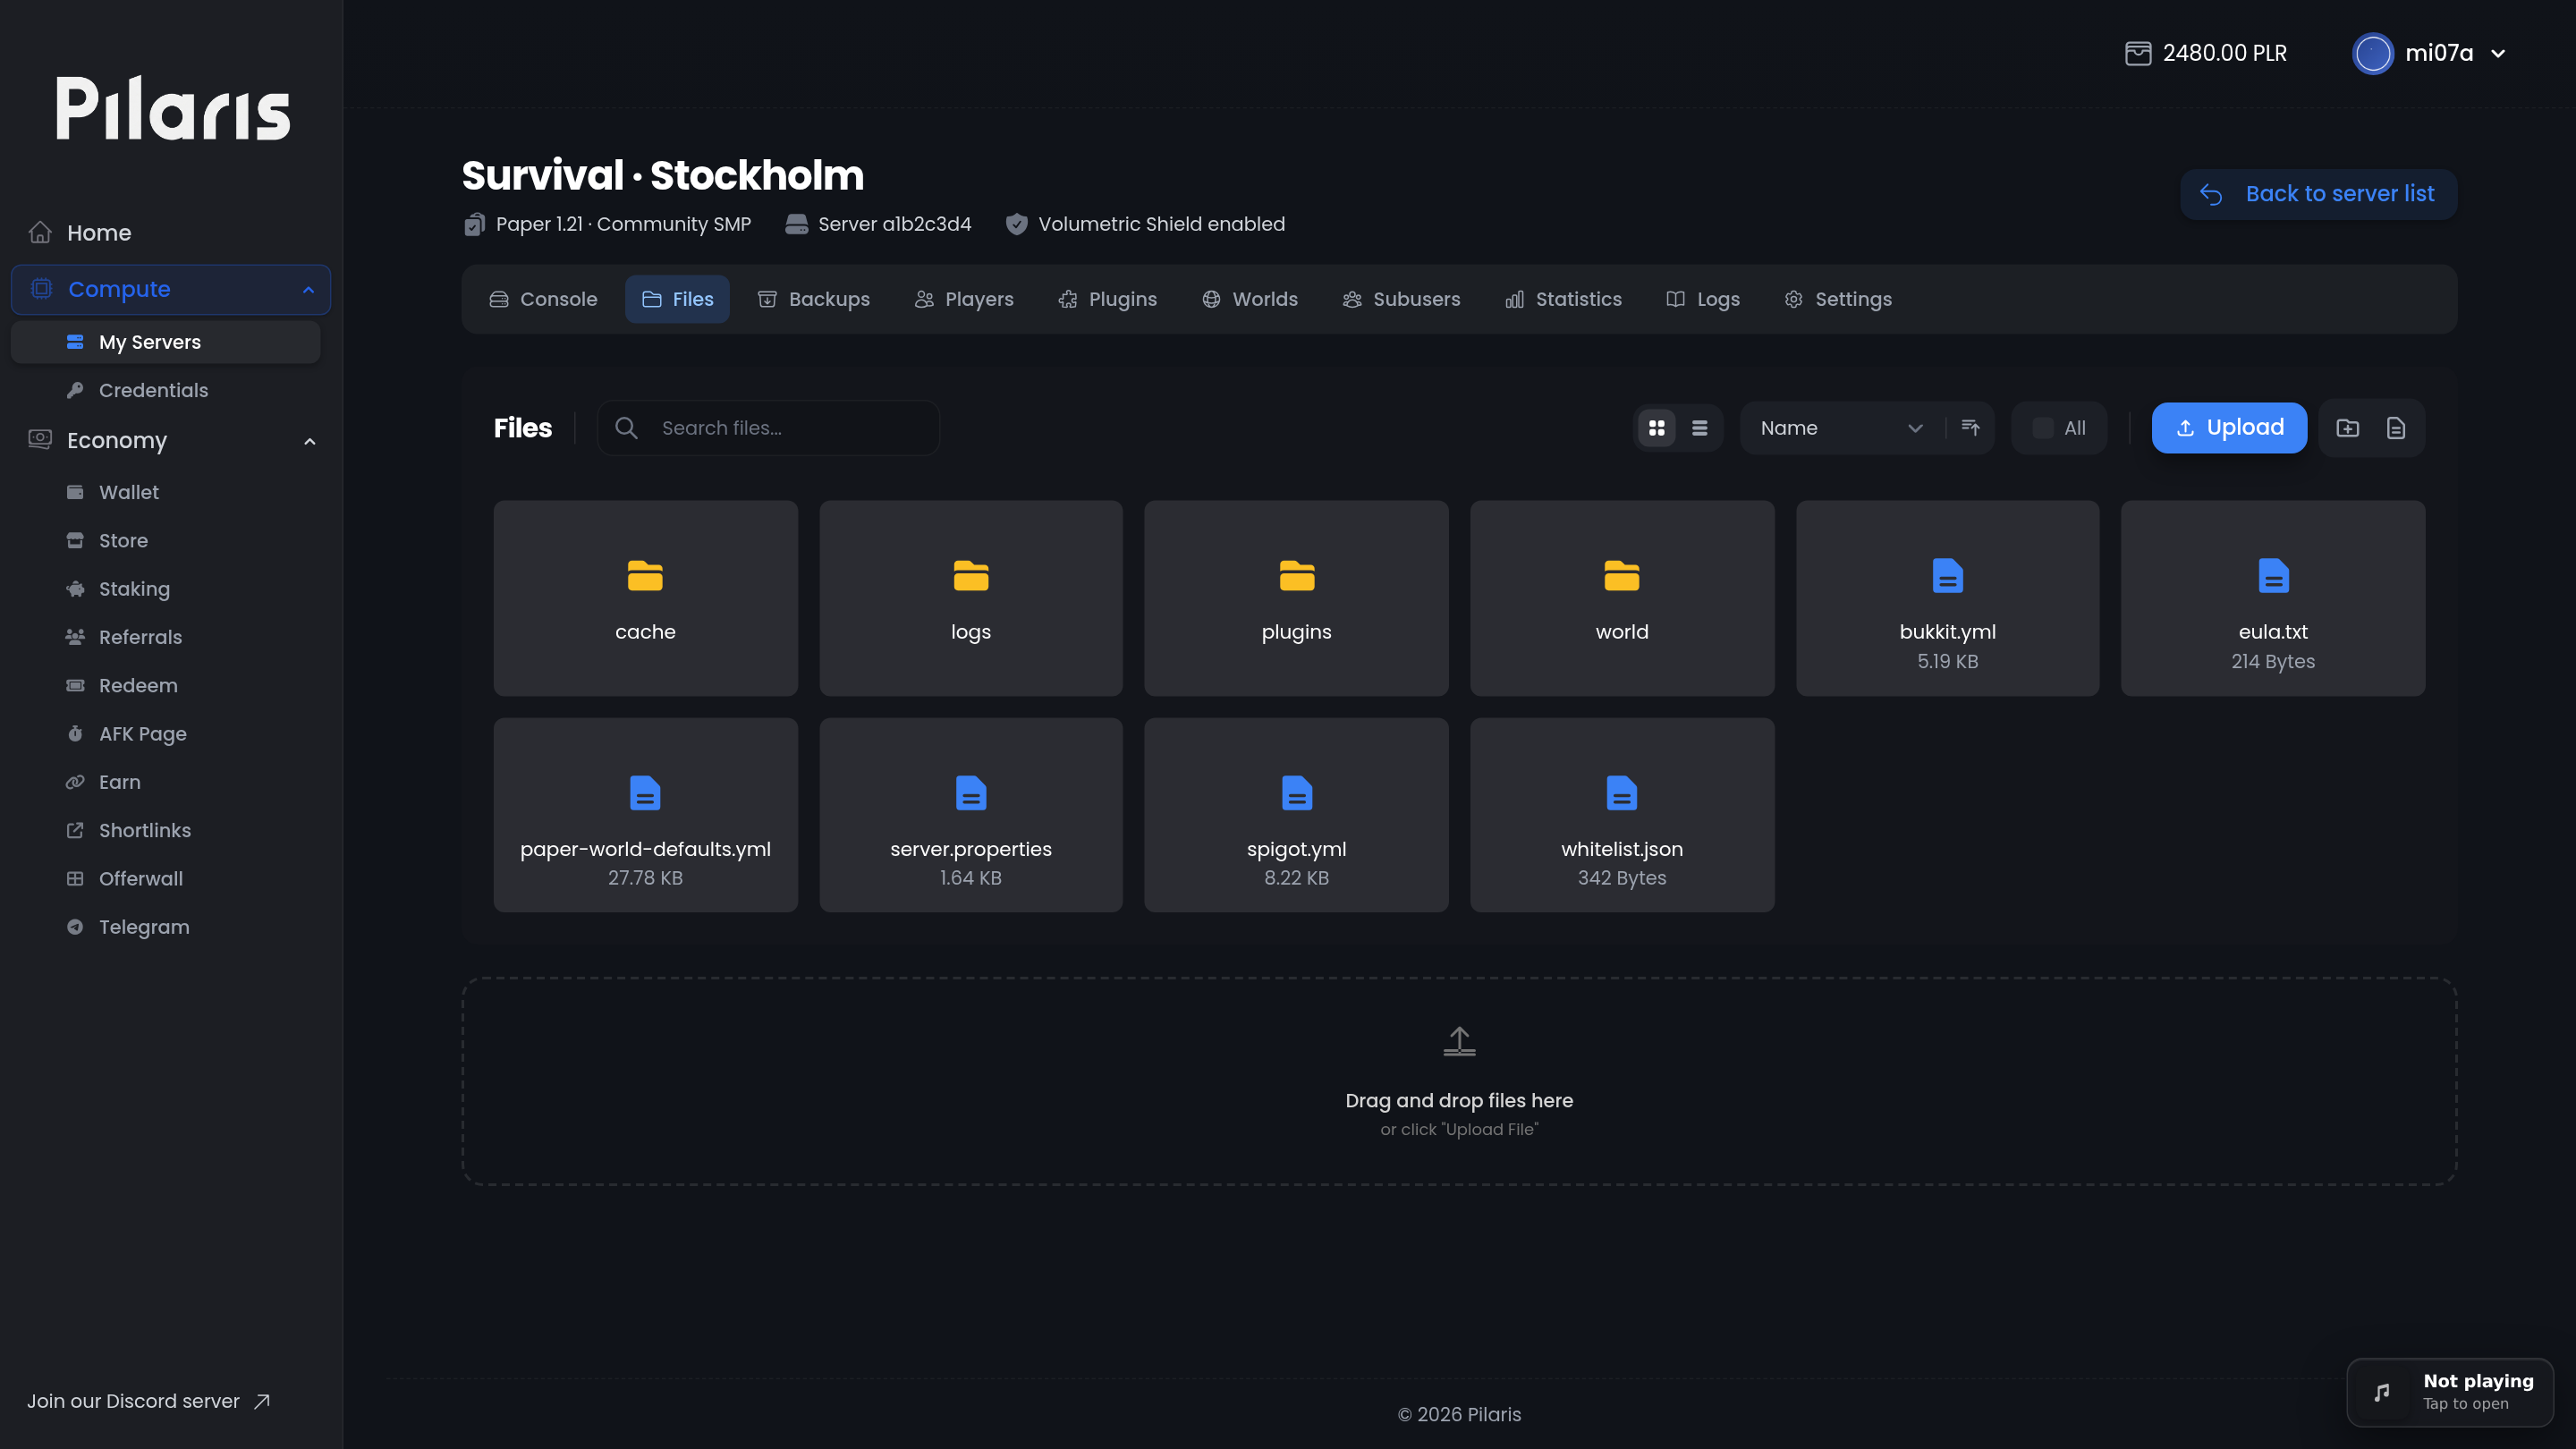 Pilaris
2480.00 PLR
mi07a
Home
Compute
My Servers
Credentials
Economy
Wallet
Store
Staking
Referrals
Redeem
AFK Page
Earn
Shortlinks
Offerwall
Telegram
Join our Discord server
Survival · Stockholm
Paper 1.21 · Community SMP
Server a1b2c3d4
Volumetric Shield enabled
Back to server list
Console
Files
Backups
Players
Plugins
Worlds
Subusers
Statistics
Logs
Settings
Files
Search files...
Name
All
Upload
cache
logs
plugins
world
bukkit.yml
5.19 KB
eula.txt
214 Bytes
paper-world-defaults.yml
27.78 KB
server.properties
1.64 KB
spigot.yml
8.22 KB
whitelist.json
342 Bytes
Drag and drop files here
or click "Upload File"
© 2026 Pilaris
Not playing
Tap to open